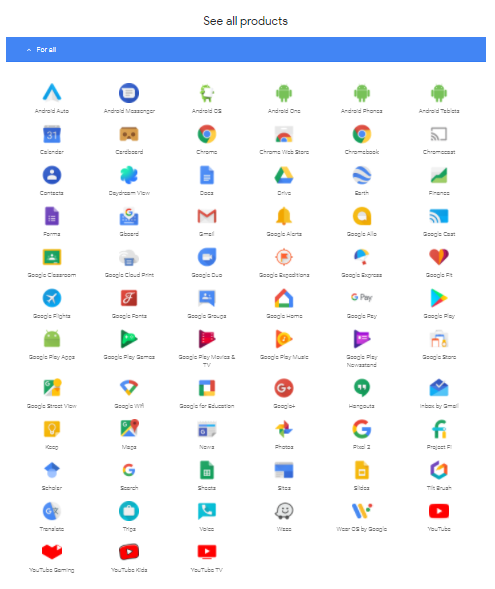 See all products
For all
Android Auto
Android Messenger
Android OS
Android One
Android Phones
Android Tablets
31
Calendar
Cardboard
Chrome
Chrome Web Store
Chromebook
Chromecast
Contacts
Daydream View
Docs
Drive
Earth
Finance
Forms
Gboard
Gmail
Google Alerts
Google Allo
Google Cast
Google Classroom
Google Cloud Print
Google Duo
Google Expeditions
Google Express
Google Fit
G Pay
Google Flights
Google Fonts
Google Groups
Google Home
Google Pay
Google Play
Google Play Apps
Google Play Games
Google Play Movies &
TV
Google Play Music
Google Play
Newsstand
Google Store
Google Street View
Google Wifi
Google for Education
Google+
Hangouts
Inbox by Gmail
Keep
Maps
News
Photos
Pixel 2
Project Fi
Scholar
Search
Sheets
Sites
Slides
Tilt Brush
Translate
Trips
Voice
Waze
Wear OS by Google
YouTube
YouTube Gaming
YouTube Kids
YouTube TV